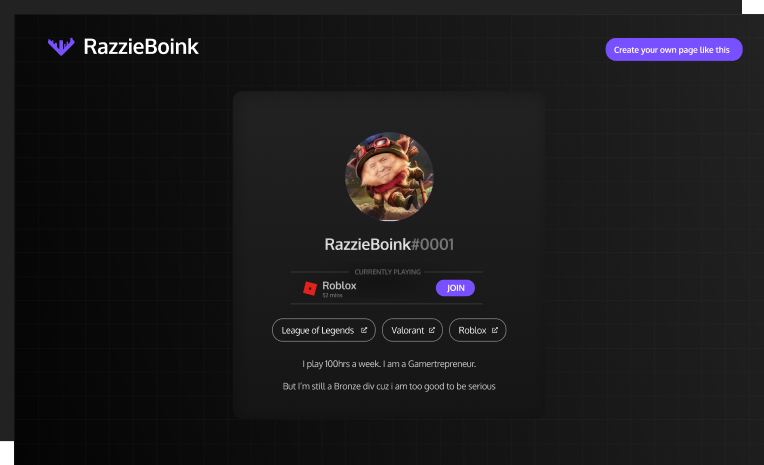 RazzieBoink
Create your own page like this
RazzieBoink#0001
CURRENTLY PLAYING
Roblox
52 mins
JOIN
League of Legends
Valorant
Roblox
I play 100hrs a week. I am a Gamertrepreneur.
But I'm still a Bronze div cuz i am too good to be serious